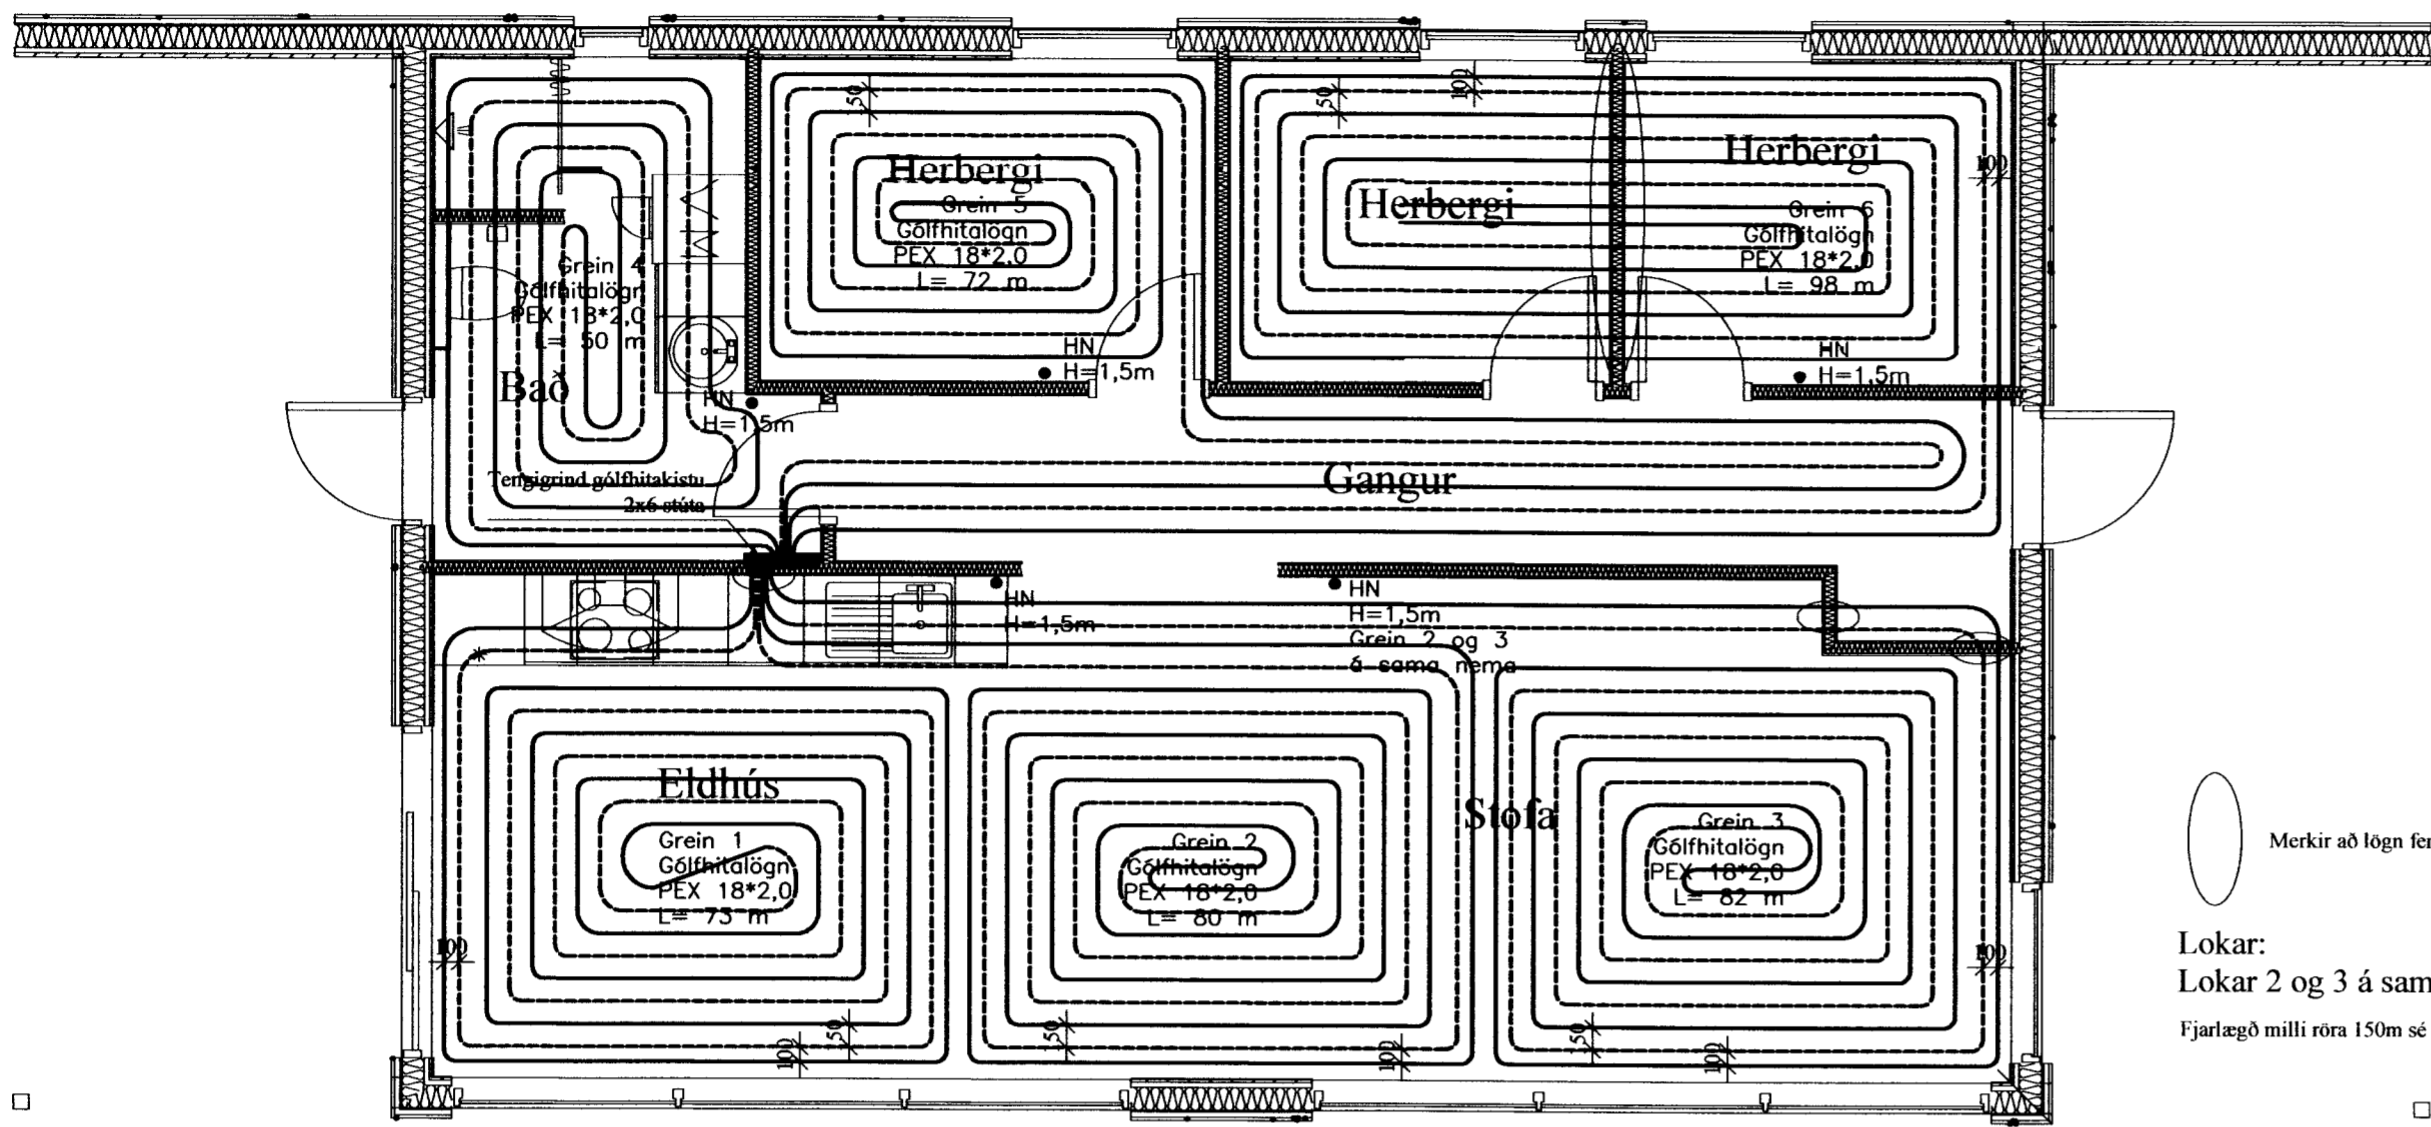 50
100
50
100
Herbergi
Grein 5
Gólfhitalögn
PEX 18*2,0
L= 72 m
HN
H=1,5m
Herbergi
Herbergi
Grein 6
Gólfhitalögn
PEX 18*2,0
L= 98 m
HN
H=1,5m
Grein 4
Gólfhitalögn
PEX 18*2,0
L= 50 m
Bað
HN
H=1,5m
Tengigrind gólfhitakistu
2x6 stúta
Gangur
HN
H=1,5m
HN
H=1,5m
Grein 2 og 3
á sama nema
Eldhús
Grein 1
Gólfhitalögn
PEX 18*2,0
L= 73 m
Grein 2
Gólfhitalögn
PEX 18*2,0
L= 80 m
Stofa
Grein 3
Gólfhitalögn
PEX 18*2,0
L= 82 m
100
100
50
100
50
100
50
100
Merkir að lögn fer
Lokar:
Lokar 2 og 3 á sam
Fjarlægð milli röra 150m sé